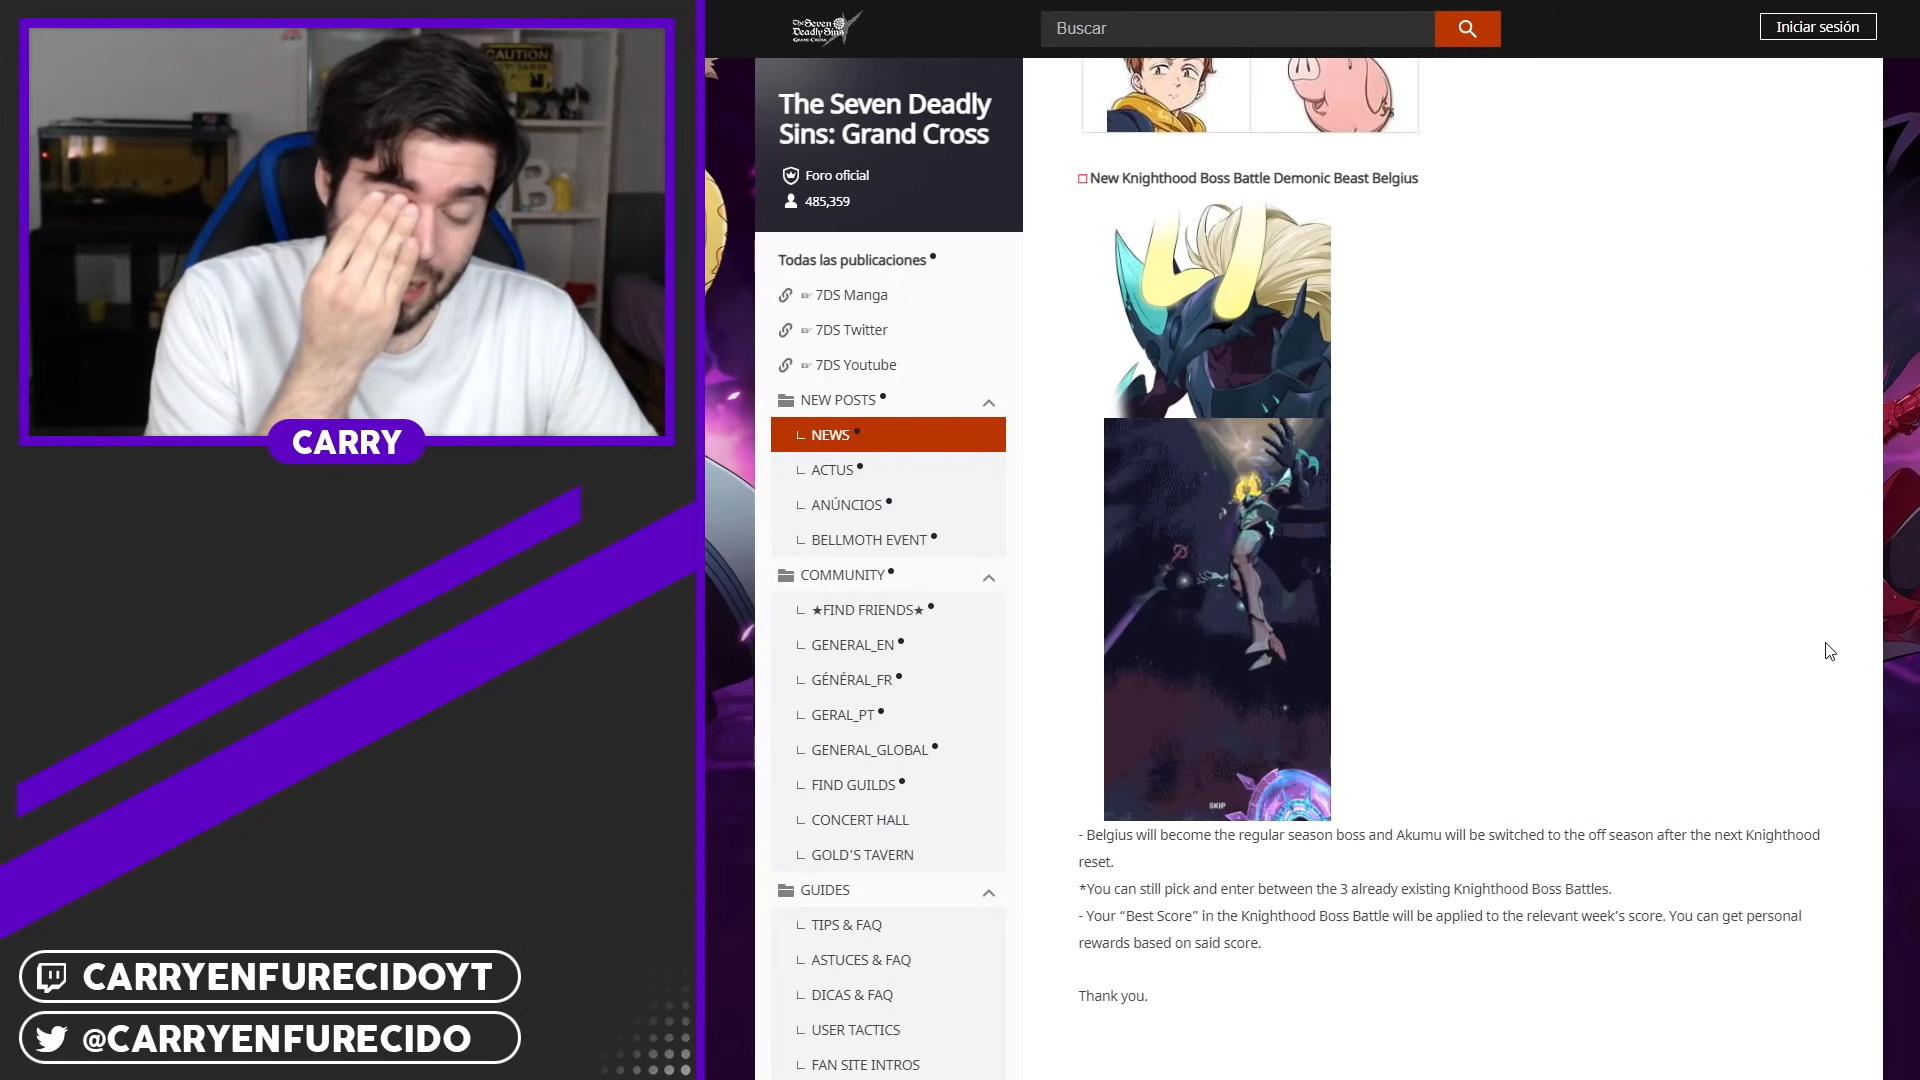 CAUTION
CARRY
CARRYENFURECIDOYT
@CARRYENFURECIDO
The Seven
Deadly Sins
GRAND CROSS
Buscar
Iniciar sesión
The Seven Deadly
Sins: Grand Cross
Foro oficial
485,359
Todas las publicaciones
☞ 7DS Manga
☞ 7DS Twitter
☞ 7DS Youtube
NEW POSTS
NEWS
ACTUS
ANÚNCIOS
BELLMOTH EVENT
COMMUNITY
★FIND FRIENDS★
GENERAL_EN
GÉNÉRAL_FR
GERAL_PT
GENERAL_GLOBAL
FIND GUILDS
CONCERT HALL
GOLD'S TAVERN
GUIDES
TIPS & FAQ
ASTUCES & FAQ
DICAS & FAQ
USER TACTICS
FAN SITE INTROS
New Knighthood Boss Battle Demonic Beast Belgius
SKIP
- Belgius will become the regular season boss and Akumu will be switched to the off season after the next Knighthood
reset.
*You can still pick and enter between the 3 already existing Knighthood Boss Battles.
- Your “Best Score” in the Knighthood Boss Battle will be applied to the relevant week’s score. You can get personal
rewards based on said score.
Thank you.